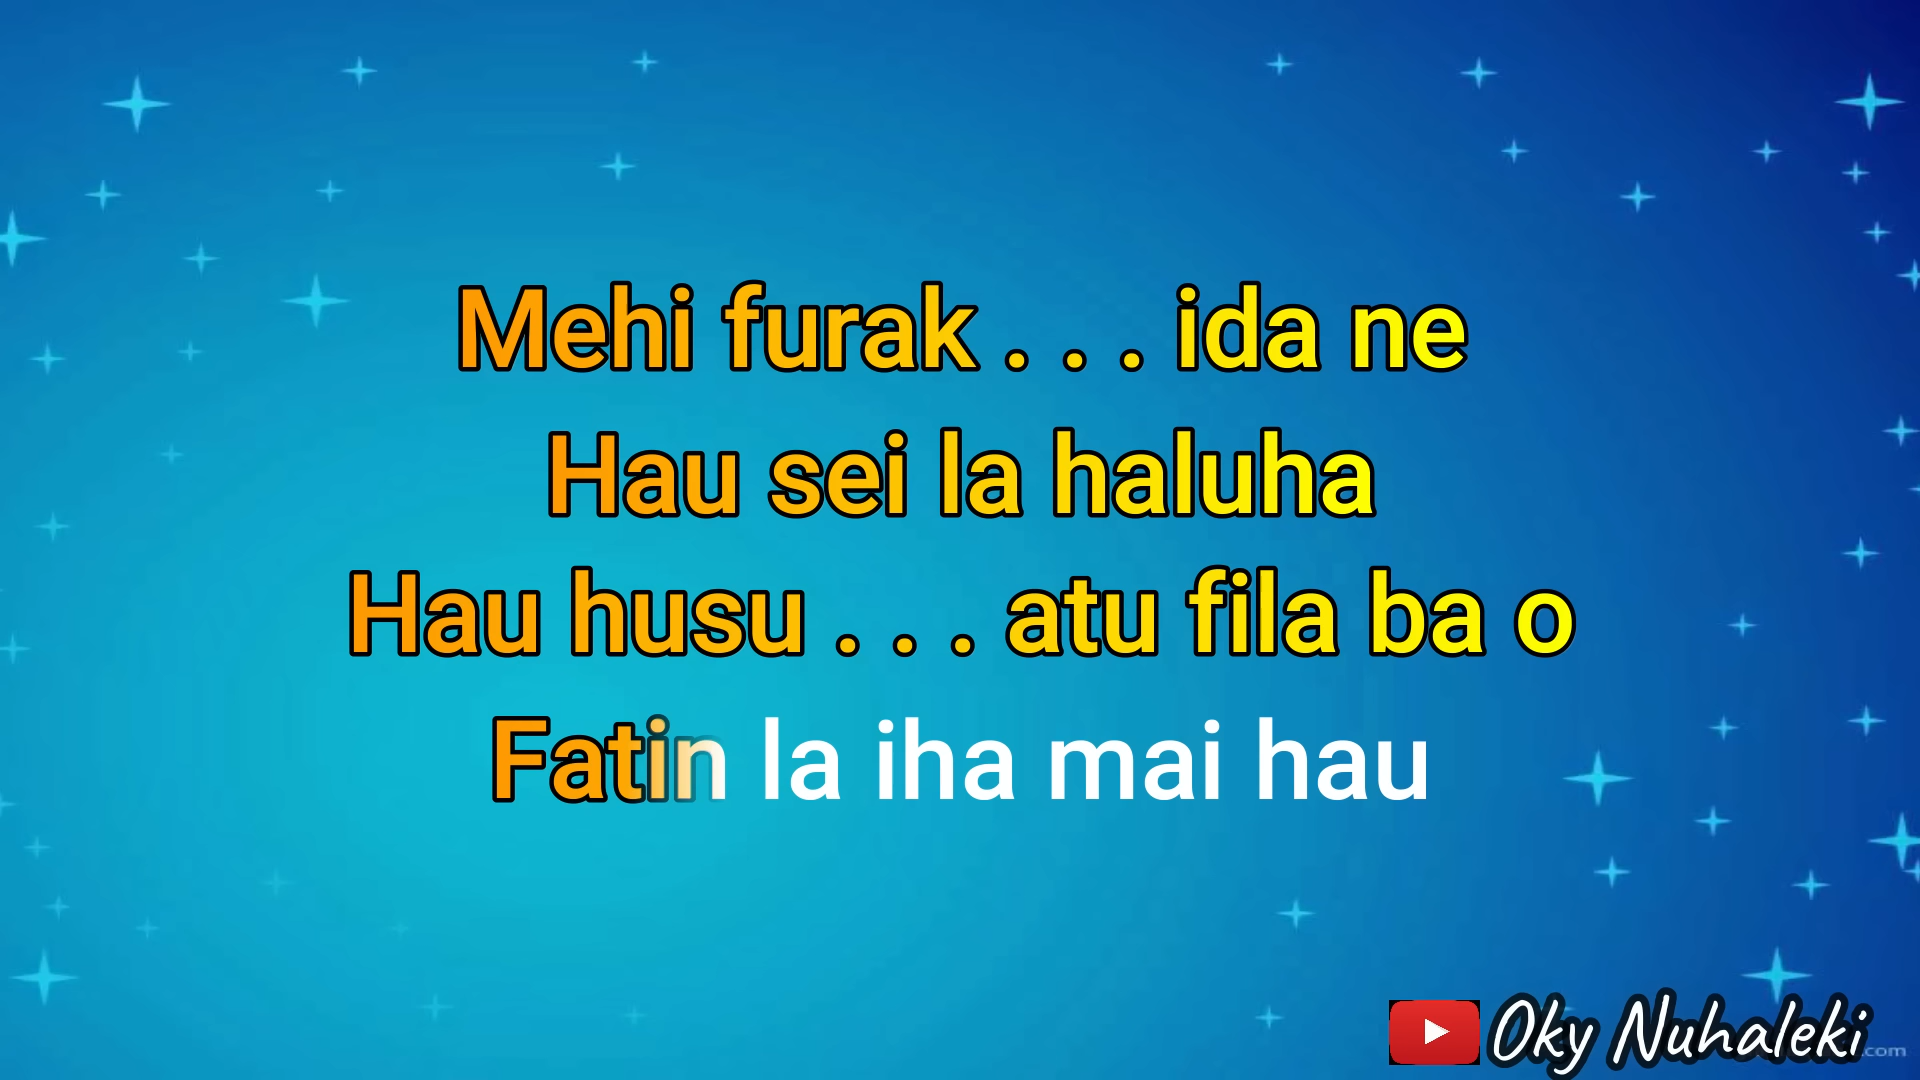 Mehi furak . . . ida ne
Hau sei la haluha
Hau husu . . . atu fila ba o
Fatin la iha mai hau
Oky Nuhaleki
.com